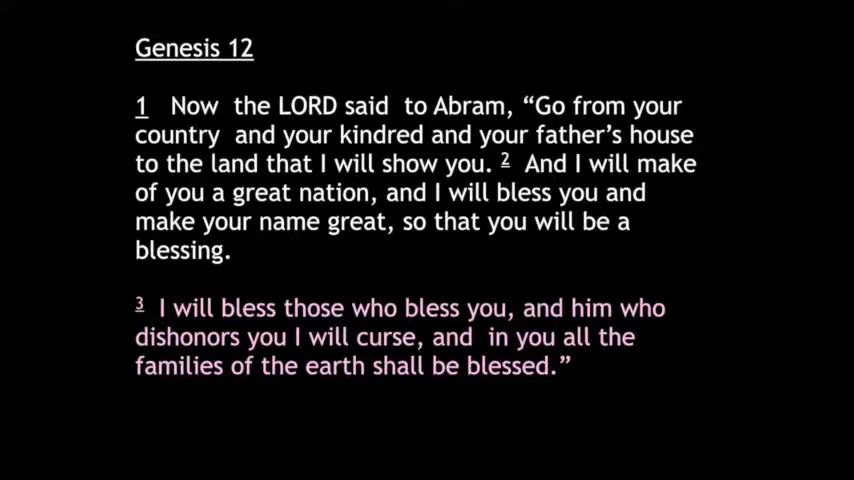 Genesis 12
1 Now the LORD said to Abram, “Go from your
country and your kindred and your father’s house
to the land that I will show you. 2 And I will make
of you a great nation, and I will bless you and
make your name great, so that you will be a
blessing.
3 I will bless those who bless you, and him who
dishonors you I will curse, and in you all the
families of the earth shall be blessed.”